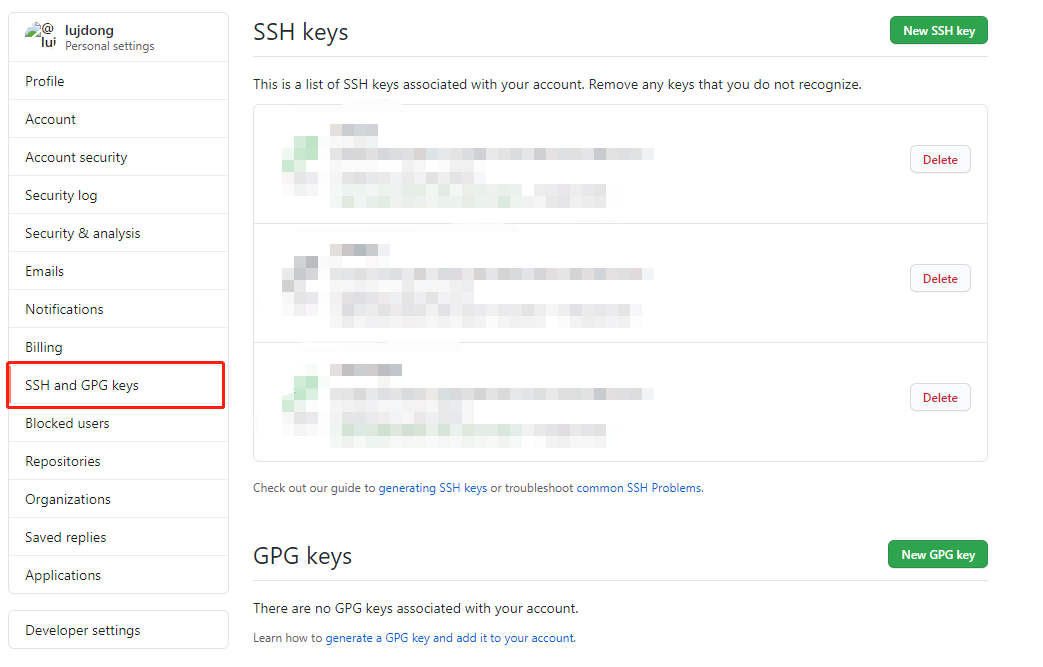 @
lui
lujdong
Personal settings
Profile
Account
Account security
Security log
Security & analysis
Emails
Notifications
Billing
SSH and GPG keys
Blocked users
Repositories
Organizations
Saved replies
Applications
Developer settings
SSH keys
New SSH key
This is a list of SSH keys associated with your account. Remove any keys that you do not recognize.
Delete
Delete
Delete
Check out our guide to generating SSH keys or troubleshoot common SSH Problems.
GPG keys
New GPG key
There are no GPG keys associated with your account.
Learn how to generate a GPG key and add it to your account.